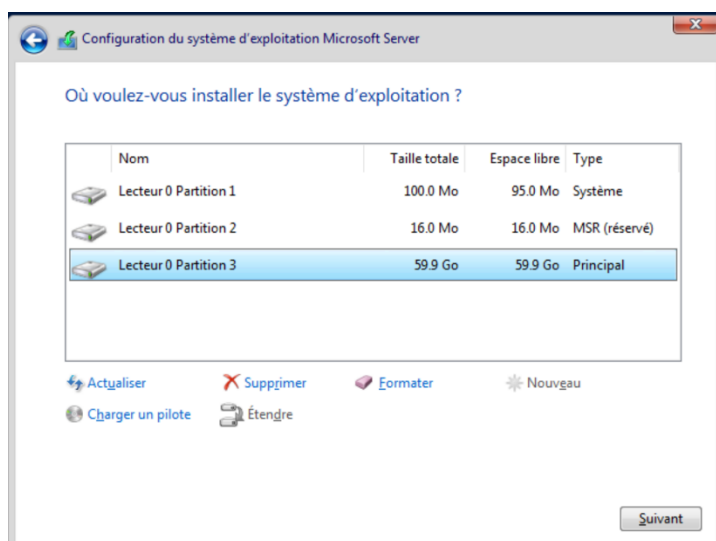 Configuration du système d'exploitation Microsoft Server
Où voulez-vous installer le système d'exploitation ?
Nom Taille totale Espace libre Type
Lecteur 0 Partition 1 100.0 Mo 95.0 Mo Système
Lecteur 0 Partition 2 16.0 Mo 16.0 Mo MSR (réservé)
Lecteur 0 Partition 3 59.9 Go 59.9 Go Principal
Actualiser Supprimer Formater Nouveau
Charger un pilote Étendre
Suivant